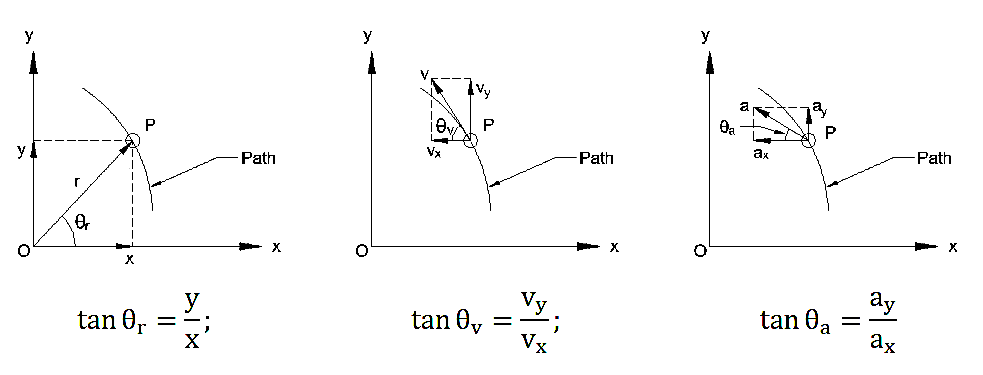 y
P
y
r
Path
θr
O
x
x
y
v
vy
θv
P
vx
Path
O
x
y
a
ay
θa
P
ax
Path
O
x
tan θr = y/x;
tan θv = vy/vx;
tan θa = ay/ax